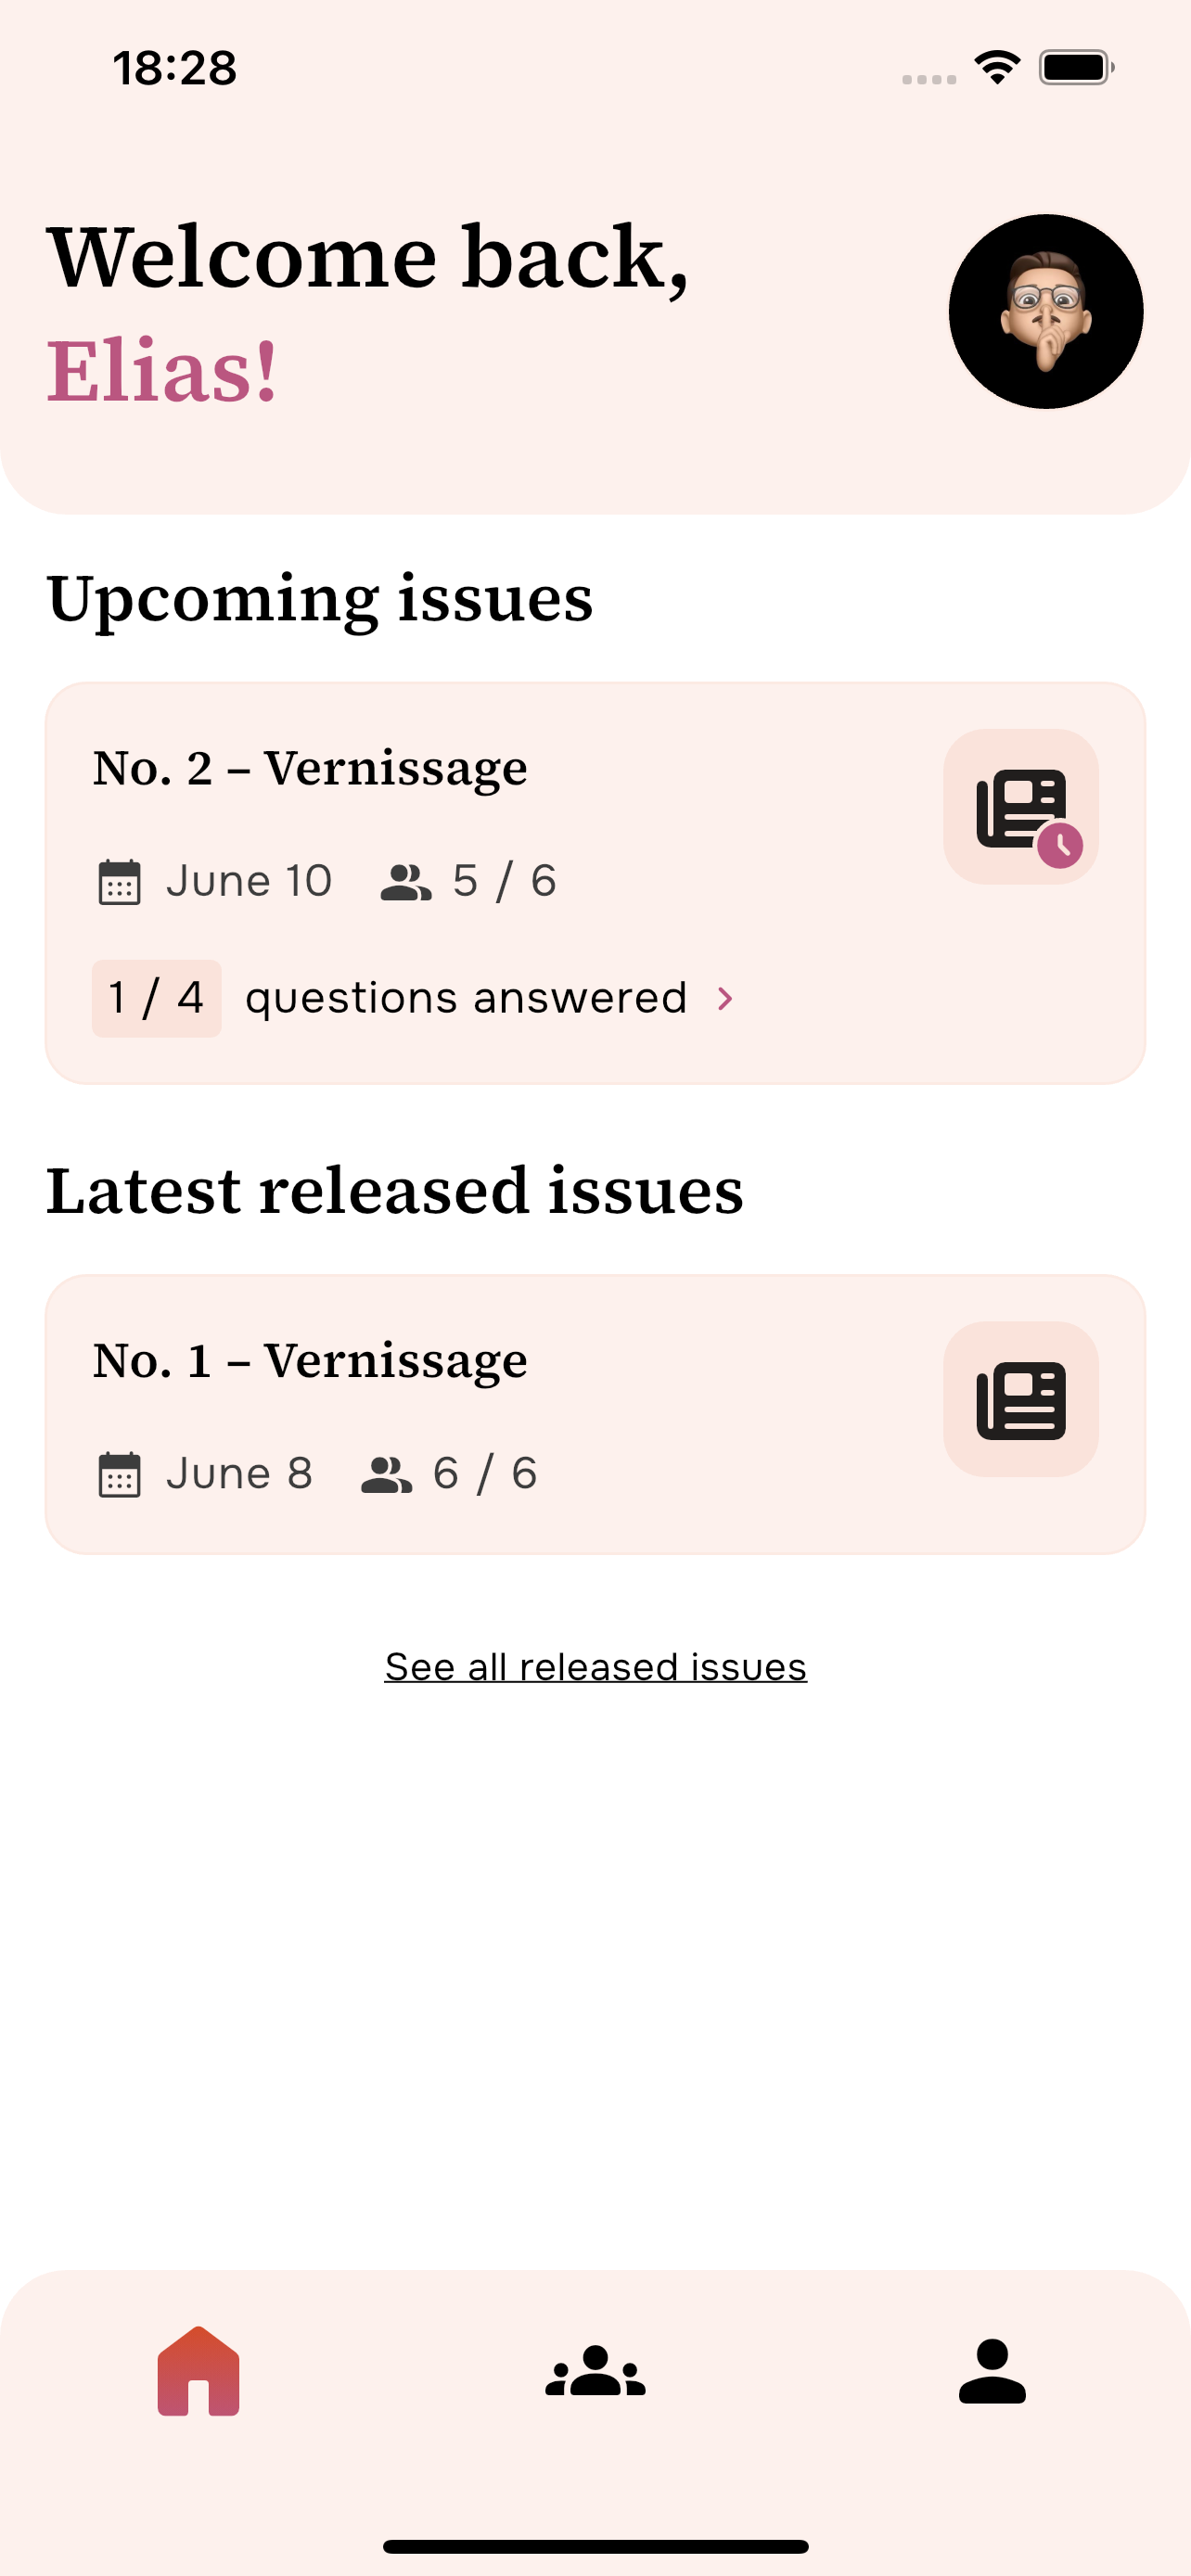 18:28
Welcome back,
Elias!
Upcoming issues
No. 2 – Vernissage
June 10 5 / 6
1 / 4 questions answered
Latest released issues
No. 1 – Vernissage
June 8 6 / 6
See all released issues